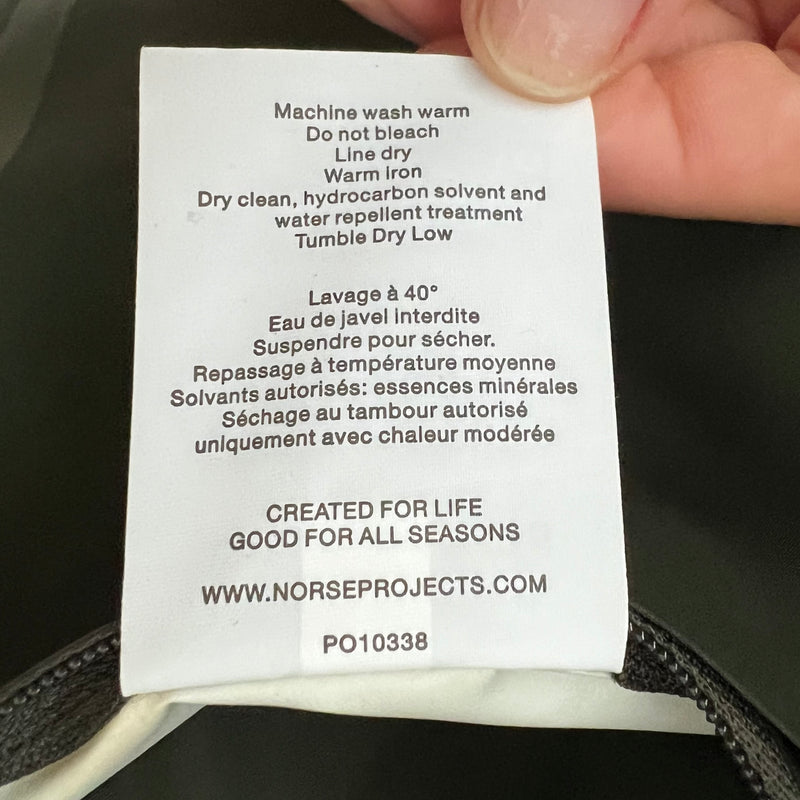 Machine wash warm
Do not bleach
Line dry
Warm iron
Dry clean, hydrocarbon solvent and
water repellent treatment
Tumble Dry Low
Lavage à 40°
Eau de javel interdite
Suspendre pour sécher.
Repassage à température moyenne
Solvants autorisés: essences minérales
Séchage au tambour autorisé
uniquement avec chaleur modérée
CREATED FOR LIFE
GOOD FOR ALL SEASONS
WWW.NORSEPROJECTS.COM
PO10338